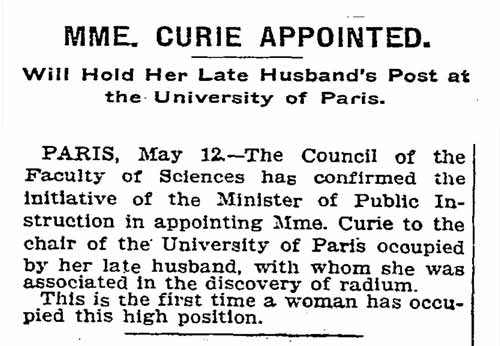 MME. CURIE APPOINTED.
Will Hold Her Late Husband's Post at
the University of Paris.
PARIS, May 12.—The Council of the
Faculty of Sciences has confirmed the
initiative of the Minister of Public In-
struction in appointing Mme. Curie to the
chair of the University of Paris occupied
by her late husband, with whom she was
associated in the discovery of radium.
This is the first time a woman has occu-
pied this high position.